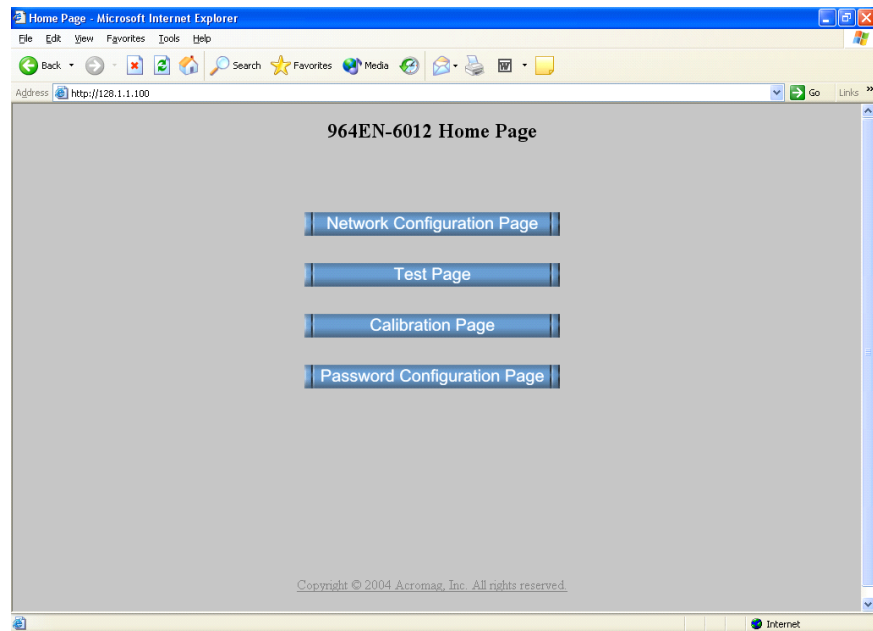 Home Page - Microsoft Internet Explorer
File Edit View Favorites Tools Help
Back Search Favorites Media
Address http://128.1.1.100 Go Links »
964EN-6012 Home Page
Network Configuration Page
Test Page
Calibration Page
Password Configuration Page
Copyright © 2004 Acromag, Inc. All rights reserved.
Internet